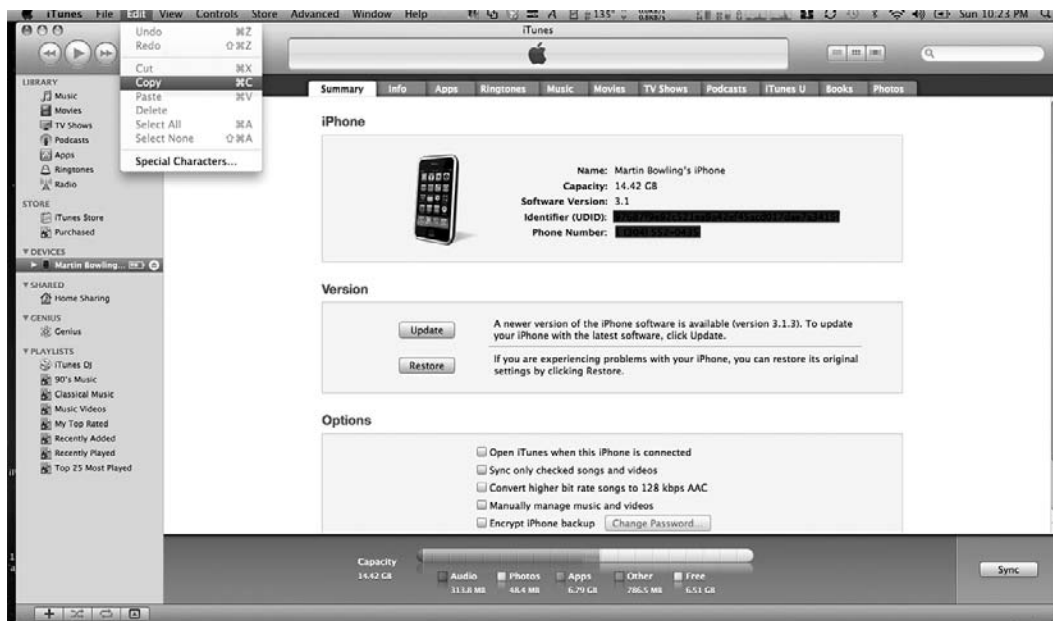 iTunes File Edit View Controls Store Advanced Window Help 135° Sun 10:23 PM
iTunes
Undo ⌘Z
Redo ⇧⌘Z
Cut ⌘X
Copy ⌘C
Paste ⌘V
Delete
Select All ⌘A
Select None ⇧⌘A
Special Characters...
LIBRARY
Music
Movies
TV Shows
Podcasts
Apps
Ringtones
Radio
STORE
iTunes Store
Purchased
DEVICES
Martin Bowling...
SHARED
Home Sharing
GENIUS
Genius
PLAYLISTS
iTunes DJ
90's Music
Classical Music
Music Videos
My Top Rated
Recently Added
Recently Played
Top 25 Most Played
Summary Info Apps Ringtones Music Movies TV Shows Podcasts iTunes U Books Photos
iPhone
Name: Martin Bowling's iPhone
Capacity: 14.42 GB
Software Version: 3.1
Identifier (UDID):
Phone Number:
Version
Update
A newer version of the iPhone software is available (version 3.1.3). To update
your iPhone with the latest software, click Update.
Restore
If you are experiencing problems with your iPhone, you can restore its original
settings by clicking Restore.
Options
Open iTunes when this iPhone is connected
Sync only checked songs and videos
Convert higher bit rate songs to 128 kbps AAC
Manually manage music and videos
Encrypt iPhone backup Change Password...
Capacity
14.42 GB
Audio Photos Apps Other Free
313.8 MB 48.4 MB 6.79 GB 786.5 MB 6.51 GB
Sync